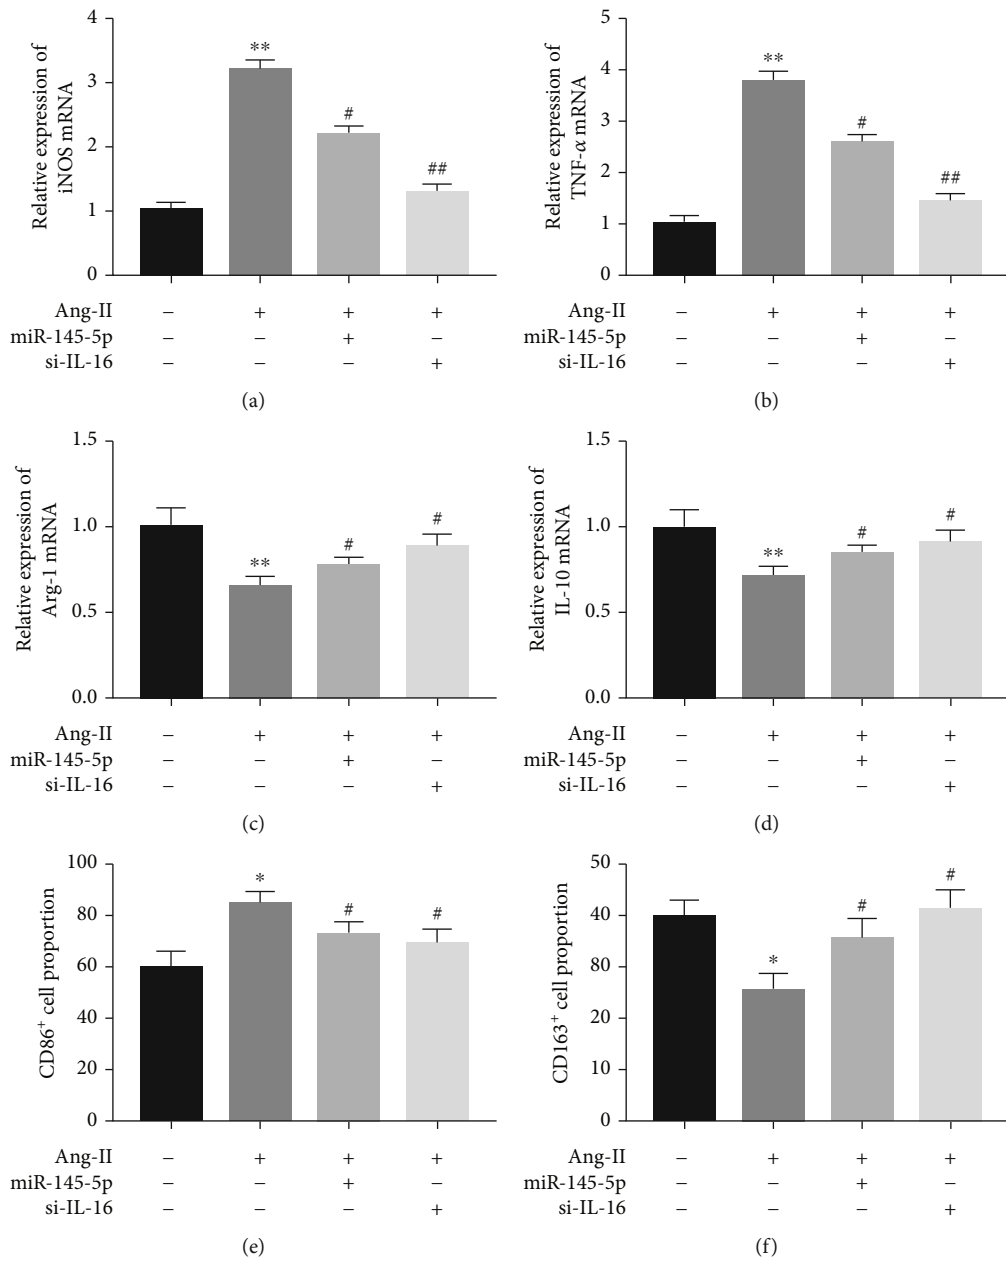 Relative expression of
iNOS mRNA
4
3
2
1
0
**
#
##
Ang-II − + + +
miR-145-5p − − + −
si-IL-16 − − − +
(a)
Relative expression of
TNF-α mRNA
5
4
3
2
1
0
**
#
##
Ang-II − + + +
miR-145-5p − − + −
si-IL-16 − − − +
(b)
Relative expression of
Arg-1 mRNA
1.5
1.0
0.5
0.0
**
#
#
Ang-II − + + +
miR-145-5p − − + −
si-IL-16 − − − +
(c)
Relative expression of
IL-10 mRNA
1.5
1.0
0.5
0.0
**
#
#
Ang-II − + + +
miR-145-5p − − + −
si-IL-16 − − − +
(d)
CD86+ cell proportion
100
80
60
40
20
0
*
#
#
Ang-II − + + +
miR-145-5p − − + −
si-IL-16 − − − +
(e)
CD163+ cell proportion
50
40
80
20
10
0
*
#
#
Ang-II − + + +
miR-145-5p − − + −
si-IL-16 − − − +
(f)